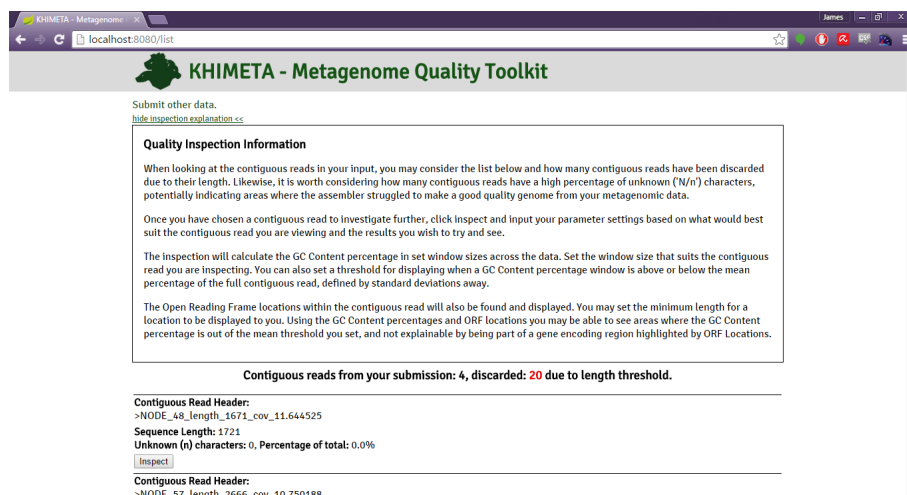 KHIMETA - Metagenome
James
localhost:8080/list
KHIMETA - Metagenome Quality Toolkit
Submit other data.
hide inspection explanation <<
Quality Inspection Information
When looking at the contiguous reads in your input, you may consider the list below and how many contiguous reads have been discarded
due to their length. Likewise, it is worth considering how many contiguous reads have a high percentage of unknown ('N/n') characters,
potentially indicating areas where the assembler struggled to make a good quality genome from your metagenomic data.
Once you have chosen a contiguous read to investigate further, click inspect and input your parameter settings based on what would best
suit the contiguous read you are viewing and the results you wish to try and see.
The inspection will calculate the GC Content percentage in set window sizes across the data. Set the window size that suits the contiguous
read you are inspecting. You can also set a threshold for displaying when a GC Content percentage window is above or below the mean
percentage of the full contiguous read, defined by standard deviations away.
The Open Reading Frame locations within the contiguous read will also be found and displayed. You may set the minimum length for a
location to be displayed to you. Using the GC Content percentages and ORF locations you may be able to see areas where the GC Content
percentage is out of the mean threshold you set, and not explainable by being part of a gene encoding region highlighted by ORF Locations.
Contiguous reads from your submission: 4, discarded: 20 due to length threshold.
Contiguous Read Header:
>NODE_48_length_1671_cov_11.644525
Sequence Length: 1721
Unknown (n) characters: 0, Percentage of total: 0.0%
Inspect
Contiguous Read Header:
>NODE_57_length_2666_cov_10.750188